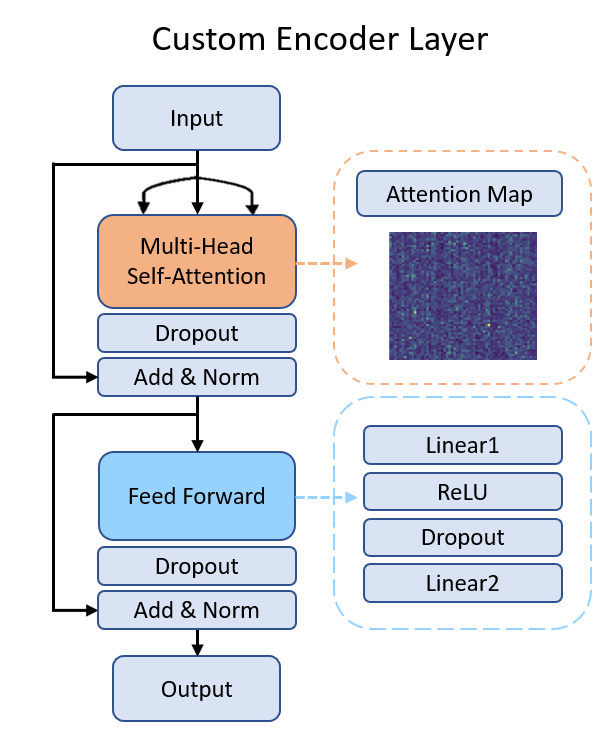 Custom Encoder Layer
Input
Multi-Head
Self-Attention
Dropout
Add & Norm
Feed Forward
Dropout
Add & Norm
Output
Attention Map
Linear1
ReLU
Dropout
Linear2